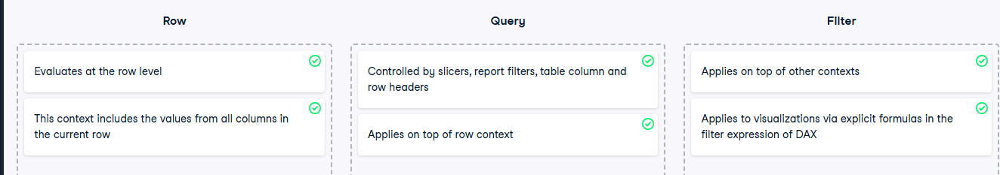 Row
Evaluates at the row level
This context includes the values from all columns in
the current row
Query
Controlled by slicers, report filters, table column and
row headers
Applies on top of row context
Filter
Applies on top of other contexts
Applies to visualizations via explicit formulas in the
filter expression of DAX